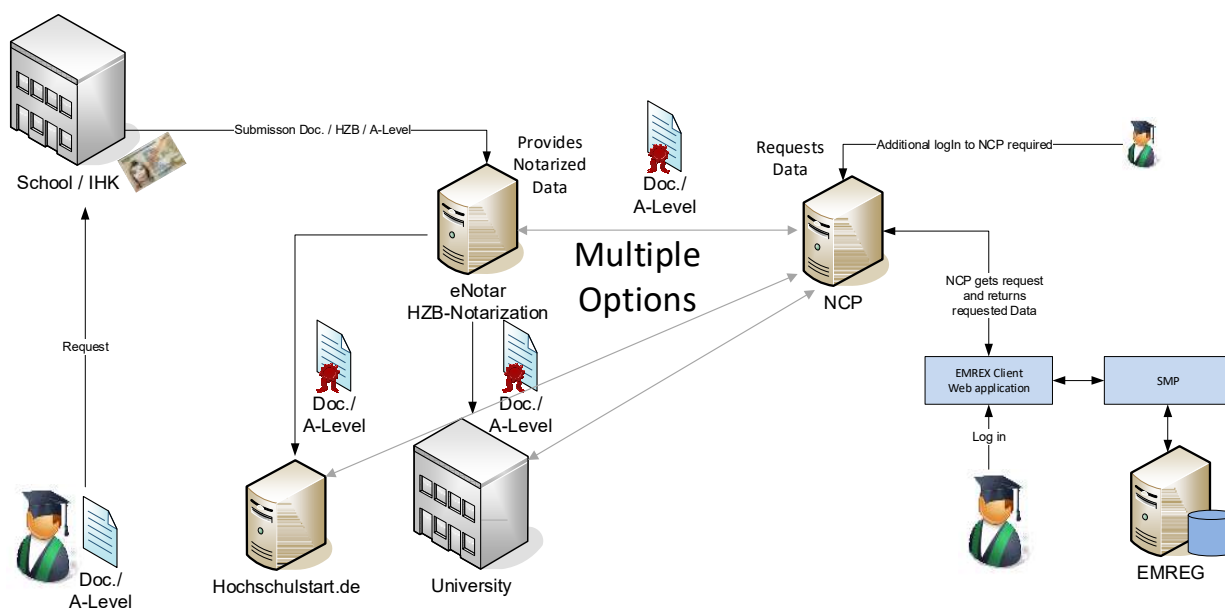 School / IHK
Submisson Doc. / HZB / A-Level
Provides
Notarized
Data
Doc./
A-Level
Requests
Data
Additional logIn to NCP required
eNotar
HZB-Notarization
Multiple
Options
NCP
NCP gets request
and returns
requested Data
Request
Doc./
A-Level
Doc./
A-Level
EMREX Client
Web application
SMP
Log in
Doc./
A-Level
Hochschulstart.de
University
EMREG